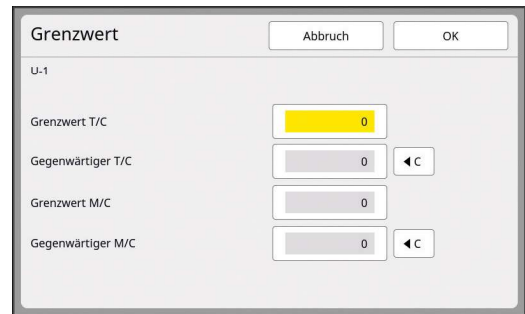 Grenzwert Abbruch OK
U-1
Grenzwert T/C 0
Gegenwärtiger T/C 0 ◀ C
Grenzwert M/C 0
Gegenwärtiger M/C 0 ◀ C